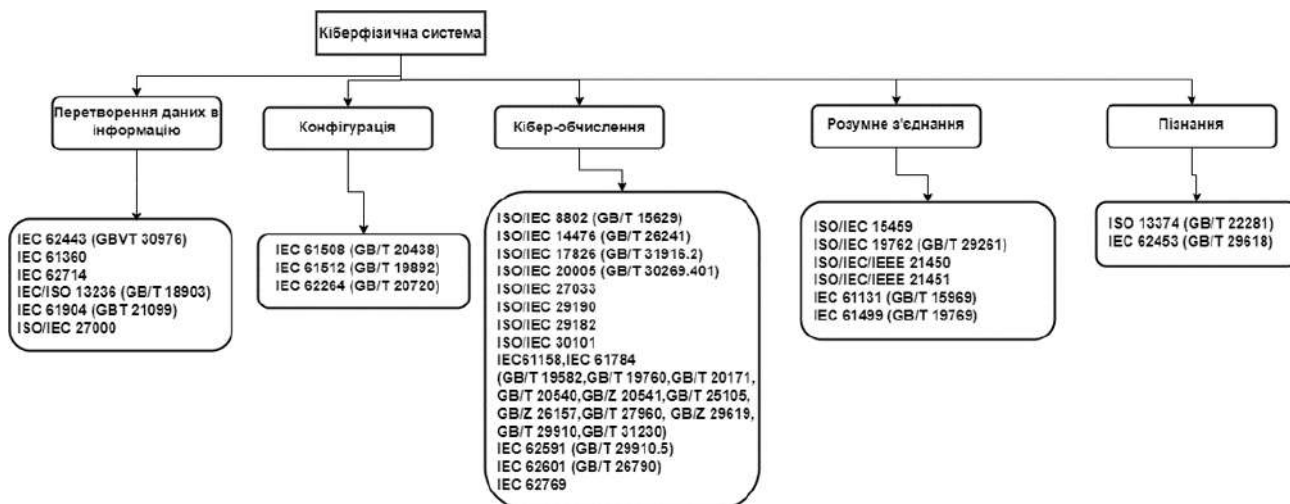 Кіберфізична система
Перетворення даних в
інформацію
Конфігурація
Кібер-обчислення
Розумне з'єднання
Пізнання
IEC 62443 (GBVT 30976)
IEC 61360
IEC 62714
IEC/ISO 13236 (GB/T 18903)
IEC 61904 (GBT 21099)
ISO/IEC 27000
IEC 61508 (GB/T 20438)
IEC 61512 (GB/T 19892)
IEC 62264 (GB/T 20720)
ISO/IEC 8802 (GB/T 15629)
ISO/IEC 14476 (GB/T 26241)
ISO/IEC 17826 (GB/T 31916.2)
ISO/IEC 20005 (GB/T 30269.401)
ISO/IEC 27033
ISO/IEC 29190
ISO/IEC 29182
ISO/IEC 30101
IEC61158,IEC 61784
(GB/T 19582,GB/T 19760,GB/T 20171,
GB/T 20540,GB/Z 20541,GB/T 25105,
GB/Z 26157,GB/T 27960, GB/Z 29619,
GB/T 29910,GB/T 31230)
IEC 62591 (GB/T 29910.5)
IEC 62601 (GB/T 26790)
IEC 62769
ISO/IEC 15459
ISO/IEC 19762 (GB/T 29261)
ISO/IEC/IEEE 21450
ISO/IEC/IEEE 21451
IEC 61131 (GB/T 15969)
IEC 61499 (GB/T 19769)
ISO 13374 (GB/T 22281)
IEC 62453 (GB/T 29618)